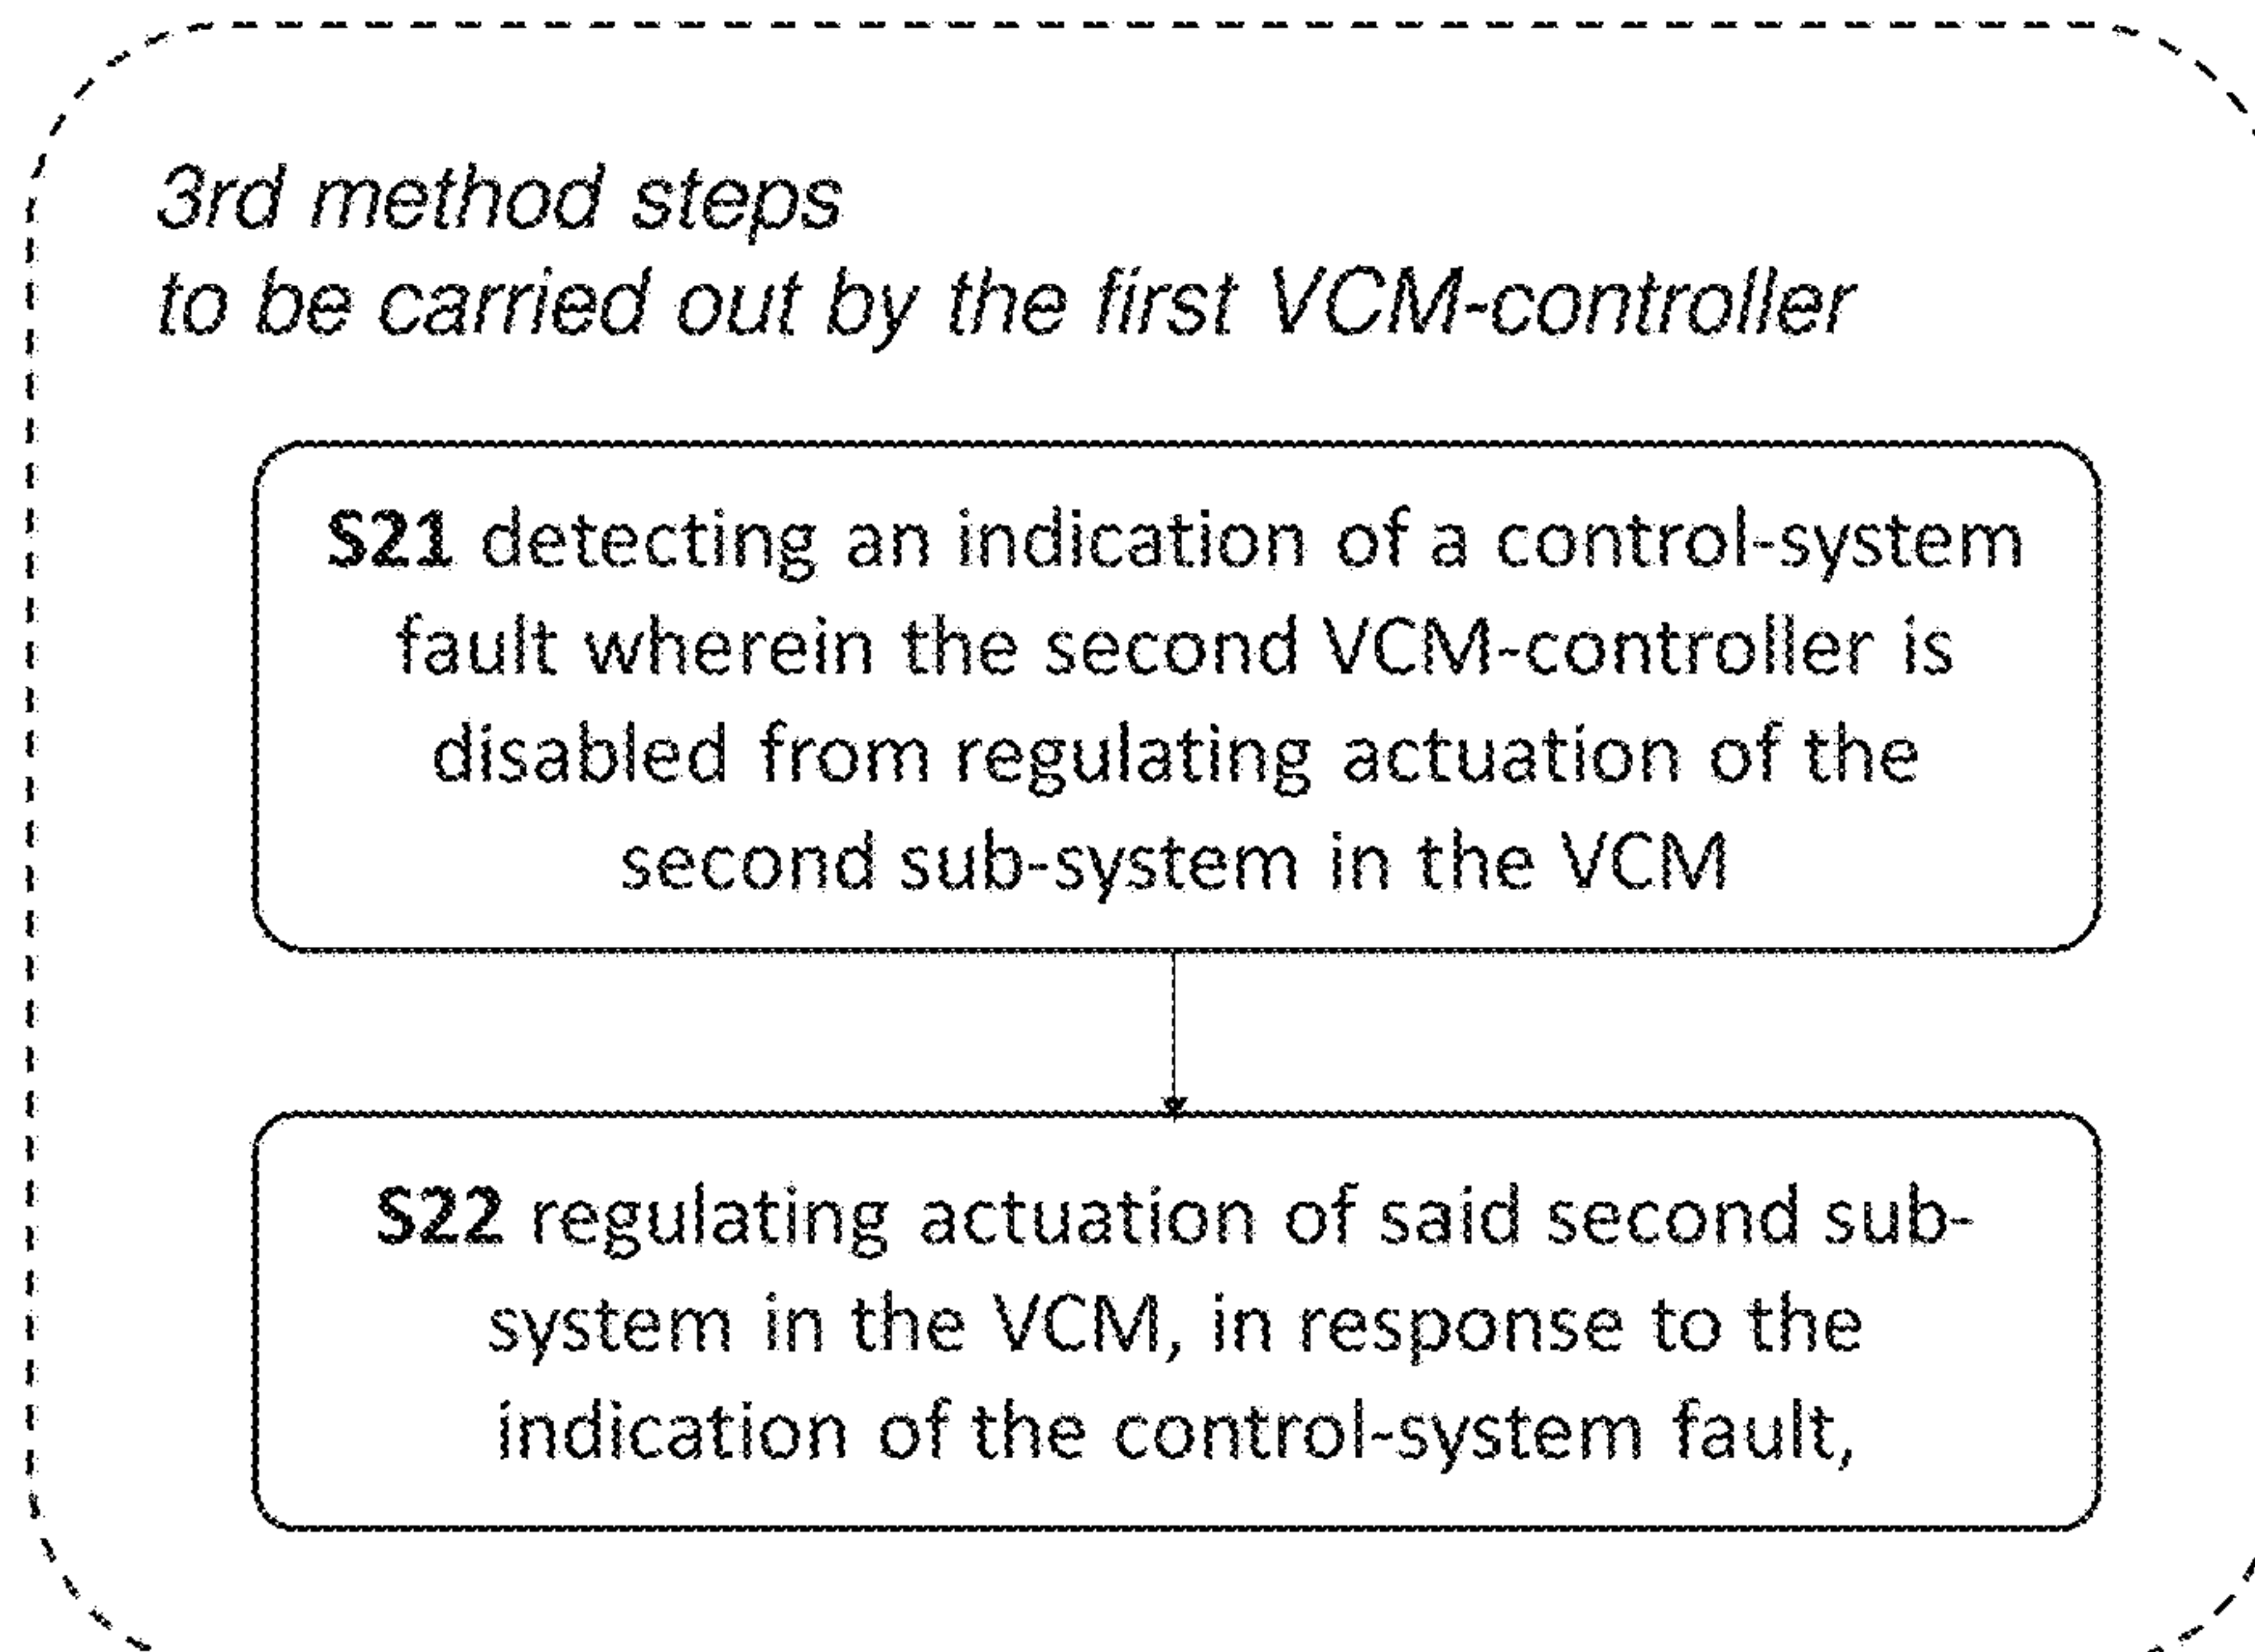 3rd method steps
to be carried out by the first VCM-controller
S21 detecting an indication of a control-system
fault wherein the second VCM-controller is
disabled from regulating actuation of the
second sub-system in the VCM
S22 regulating actuation of said second sub-
system in the VCM, in response to the
indication of the control-system fault,